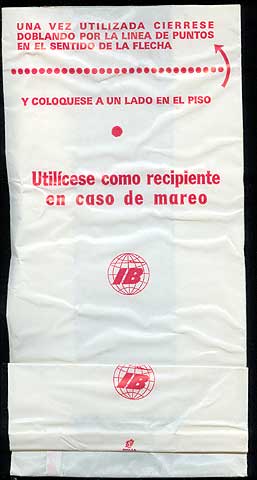 UNA VEZ UTILIZADA CIERRESE
DOBLANDO POR LA LINEA DE PUNTOS
EN EL SENTIDO DE LA FLECHA
Y COLOQUESE A UN LADO EN EL PISO
Utilícese como recipiente
en caso de mareo
IB
IB